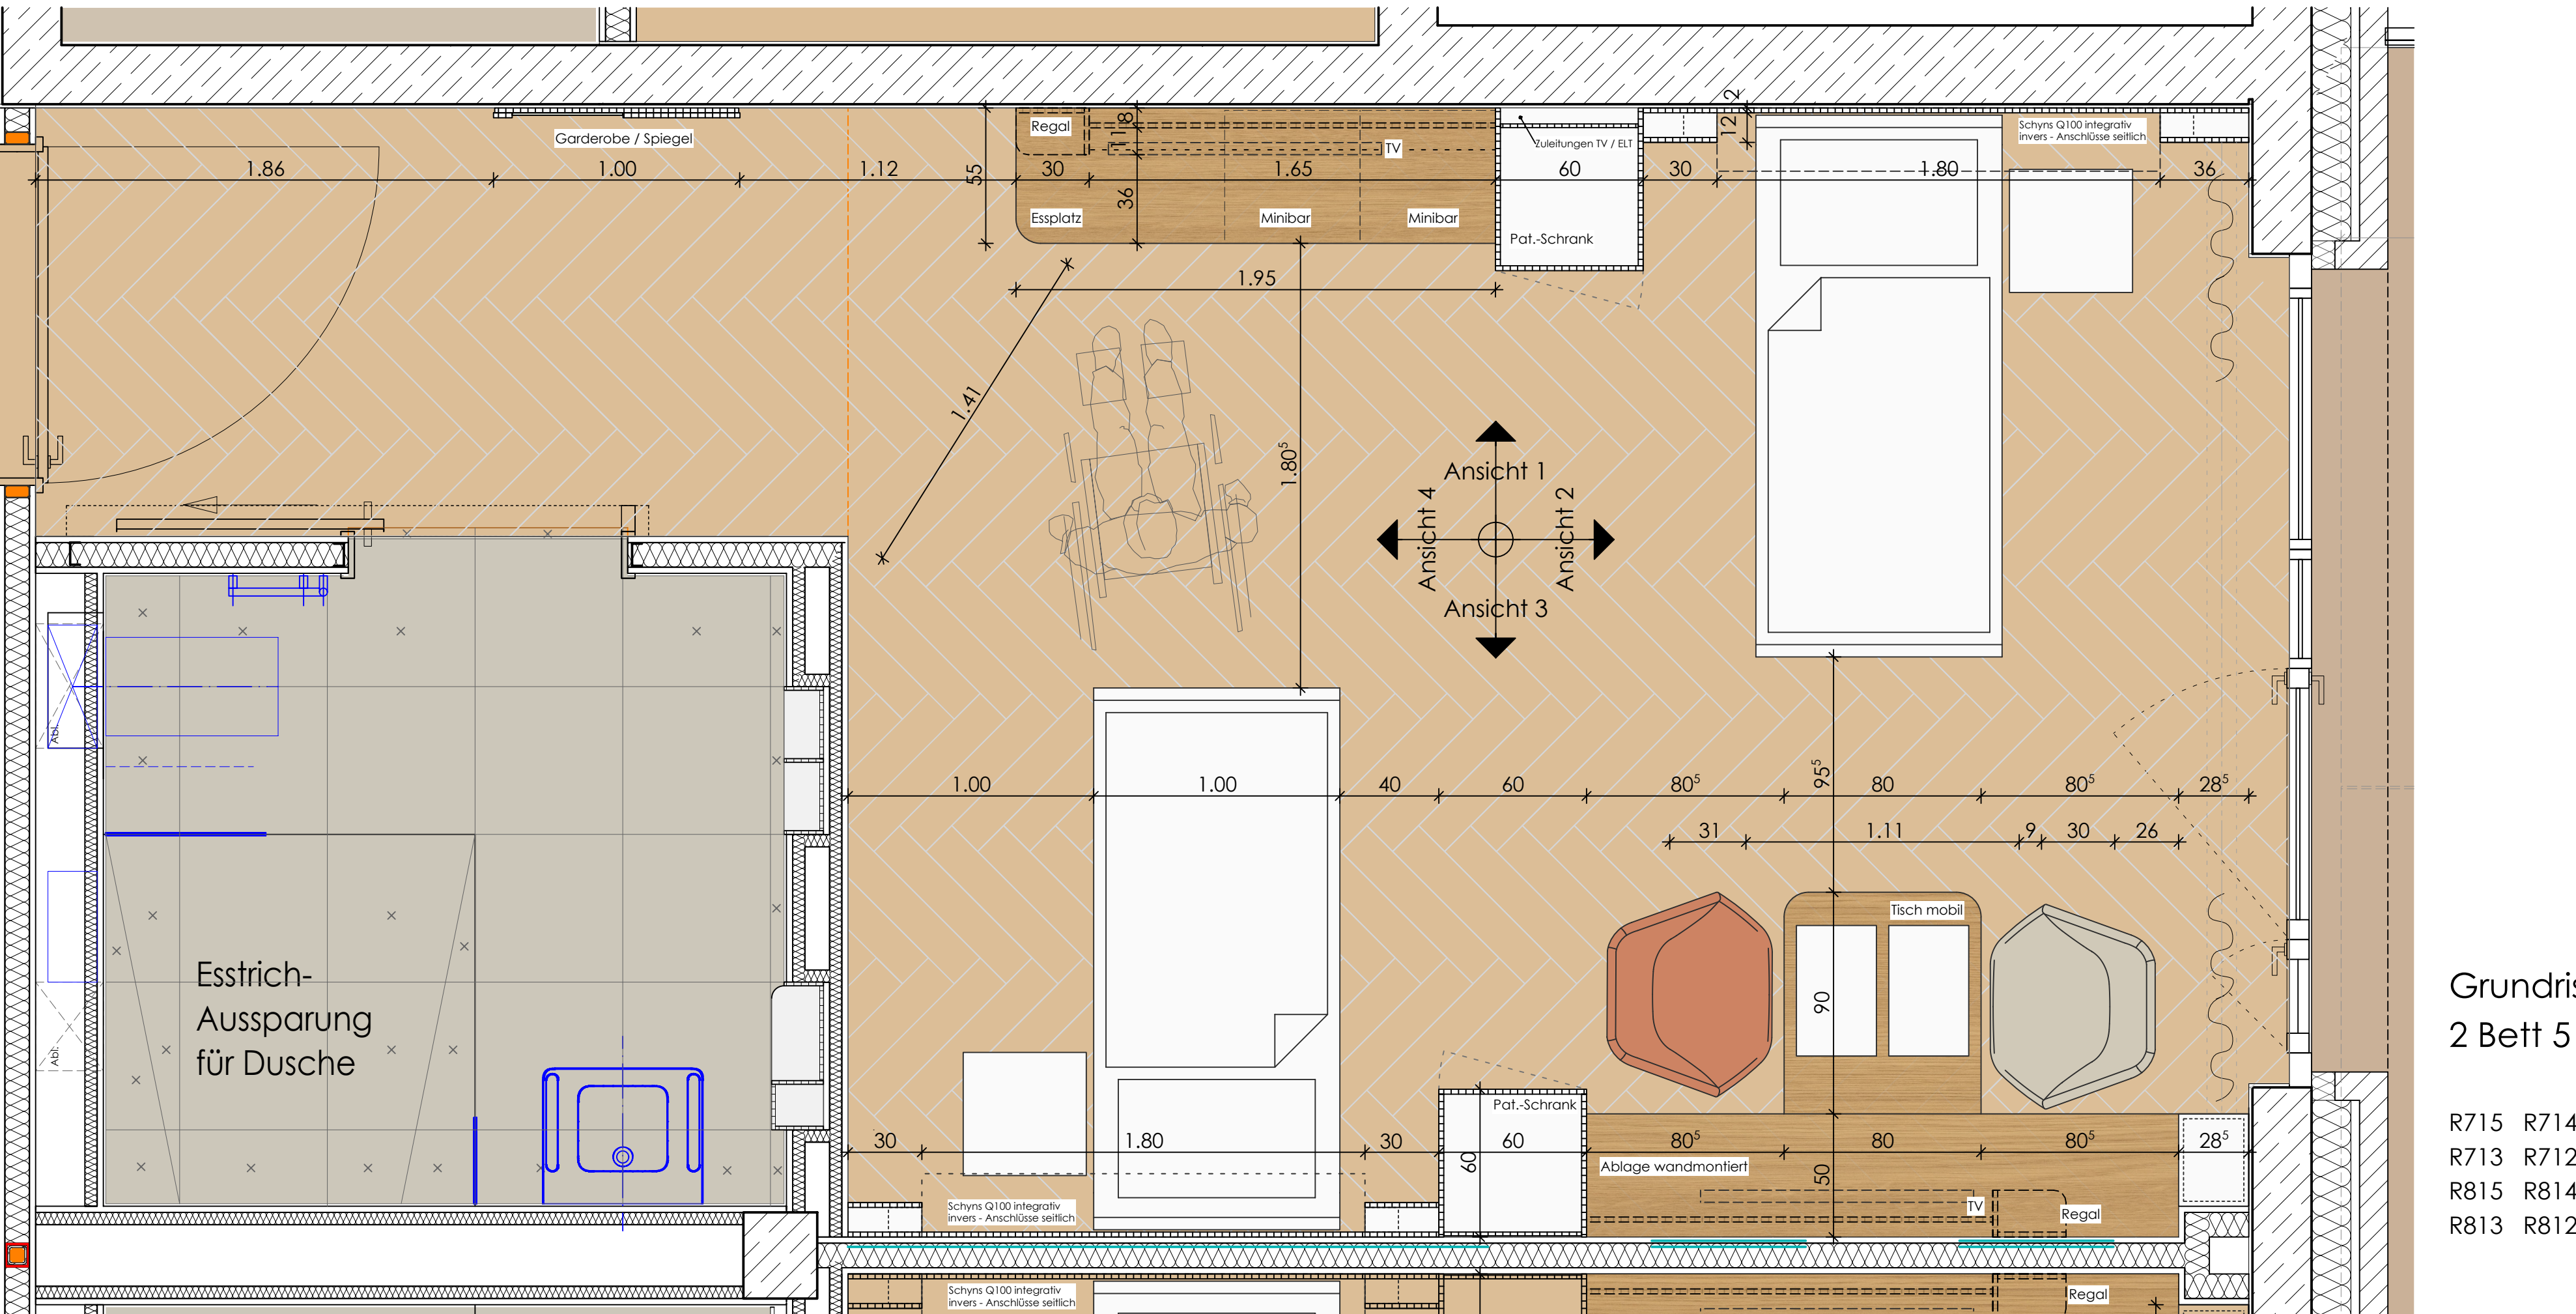 Garderobe / Spiegel
1.86
1.00
1.12
55
Regal
30
11
8
36
TV
1.65
Essplatz
Minibar
Minibar
Zuleitungen TV / ELT
60
Pat.-Schrank
30
12
2
Schyns Q100 integrativ
invers - Anschlüsse seitlich
1.80
36
1.95
1.41
1.80⁵
Ansicht 1
Ansicht 4
Ansicht 2
Ansicht 3
Abl.
Abl.
Esstrich-
Aussparung
für Dusche
1.00
1.00
40
60
80⁵
95⁵
80
80⁵
28⁵
31
1.11
9
30
26
Tisch mobil
90
Pat.-Schrank
30
1.80
30
60
60
80⁵
80
80⁵
28⁵
Ablage wandmontiert
50
TV
Regal
Schyns Q100 integrativ
invers - Anschlüsse seitlich
Schyns Q100 integrativ
invers - Anschlüsse seitlich
Regal
Grundris
2 Bett 5
R715 R714
R713 R712
R815 R814
R813 R812